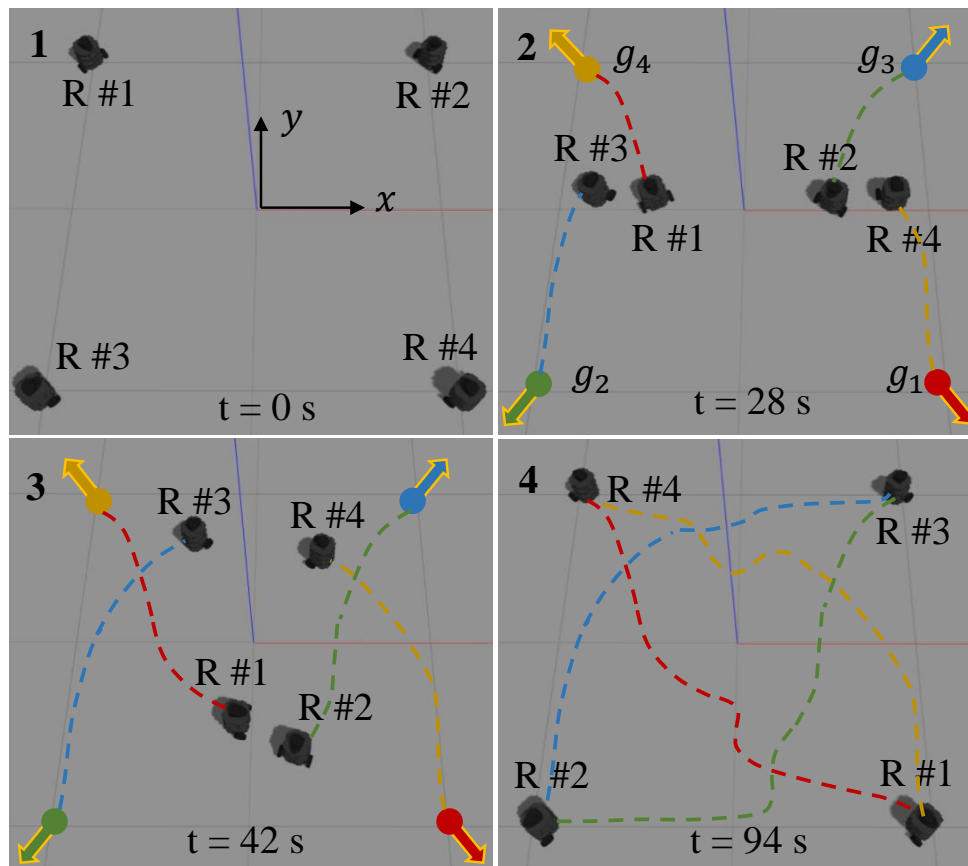 1
R #1
R #2
y
x
R #3
R #4
t = 0 s
2
g₄
g₃
R #3
R #2
R #1
R #4
g₂
g₁
t = 28 s
3
R #3
R #4
R #1
R #2
t = 42 s
4
R #4
R #3
R #2
R #1
t = 94 s